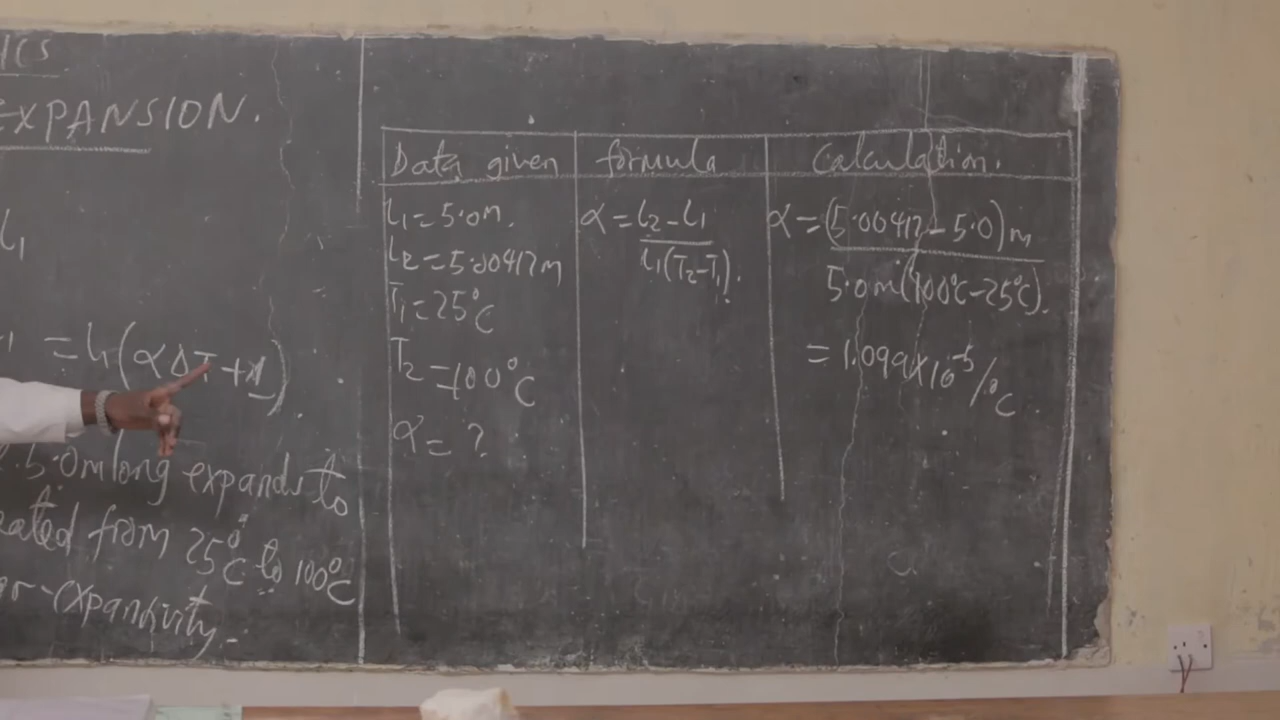 ICS
EXPANSION.
l₁
= l₁(αΔT+1).
5.0m long expands to
eated from 25°C to 100°C
ar-expansivity.
Data given
l₁=5.0m.
l₂=5.00412m
T₁=25°C
T₂=100°C
α=?
formula
α = l₂-l₁
l₁(T₂-T₁).
Calculation.
α = (5.00412-5.0)m
5.0m(100°C-25°C).
= 1.099×10⁻⁵/°C